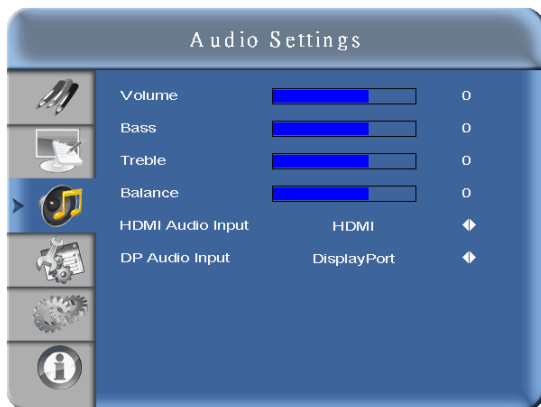 Audio Settings
Volume 0
Bass 0
Treble 0
Balance 0
HDMI Audio Input HDMI
DP Audio Input DisplayPort